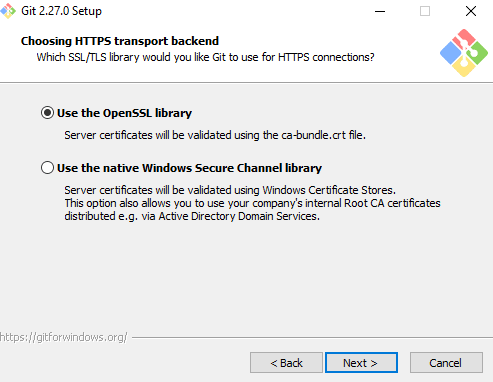 Git 2.27.0 Setup
Choosing HTTPS transport backend
Which SSL/TLS library would you like Git to use for HTTPS connections?
Use the OpenSSL library
Server certificates will be validated using the ca-bundle.crt file.
Use the native Windows Secure Channel library
Server certificates will be validated using Windows Certificate Stores.
This option also allows you to use your company's internal Root CA certificates
distributed e.g. via Active Directory Domain Services.
https://gitforwindows.org/
< Back
Next >
Cancel